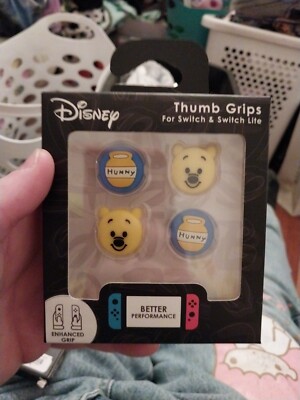 Disney
Thumb Grips
For Switch & Switch Lite
HUNNY
HUNNY
ENHANCED
GRIP
BETTER
PERFORMANCE